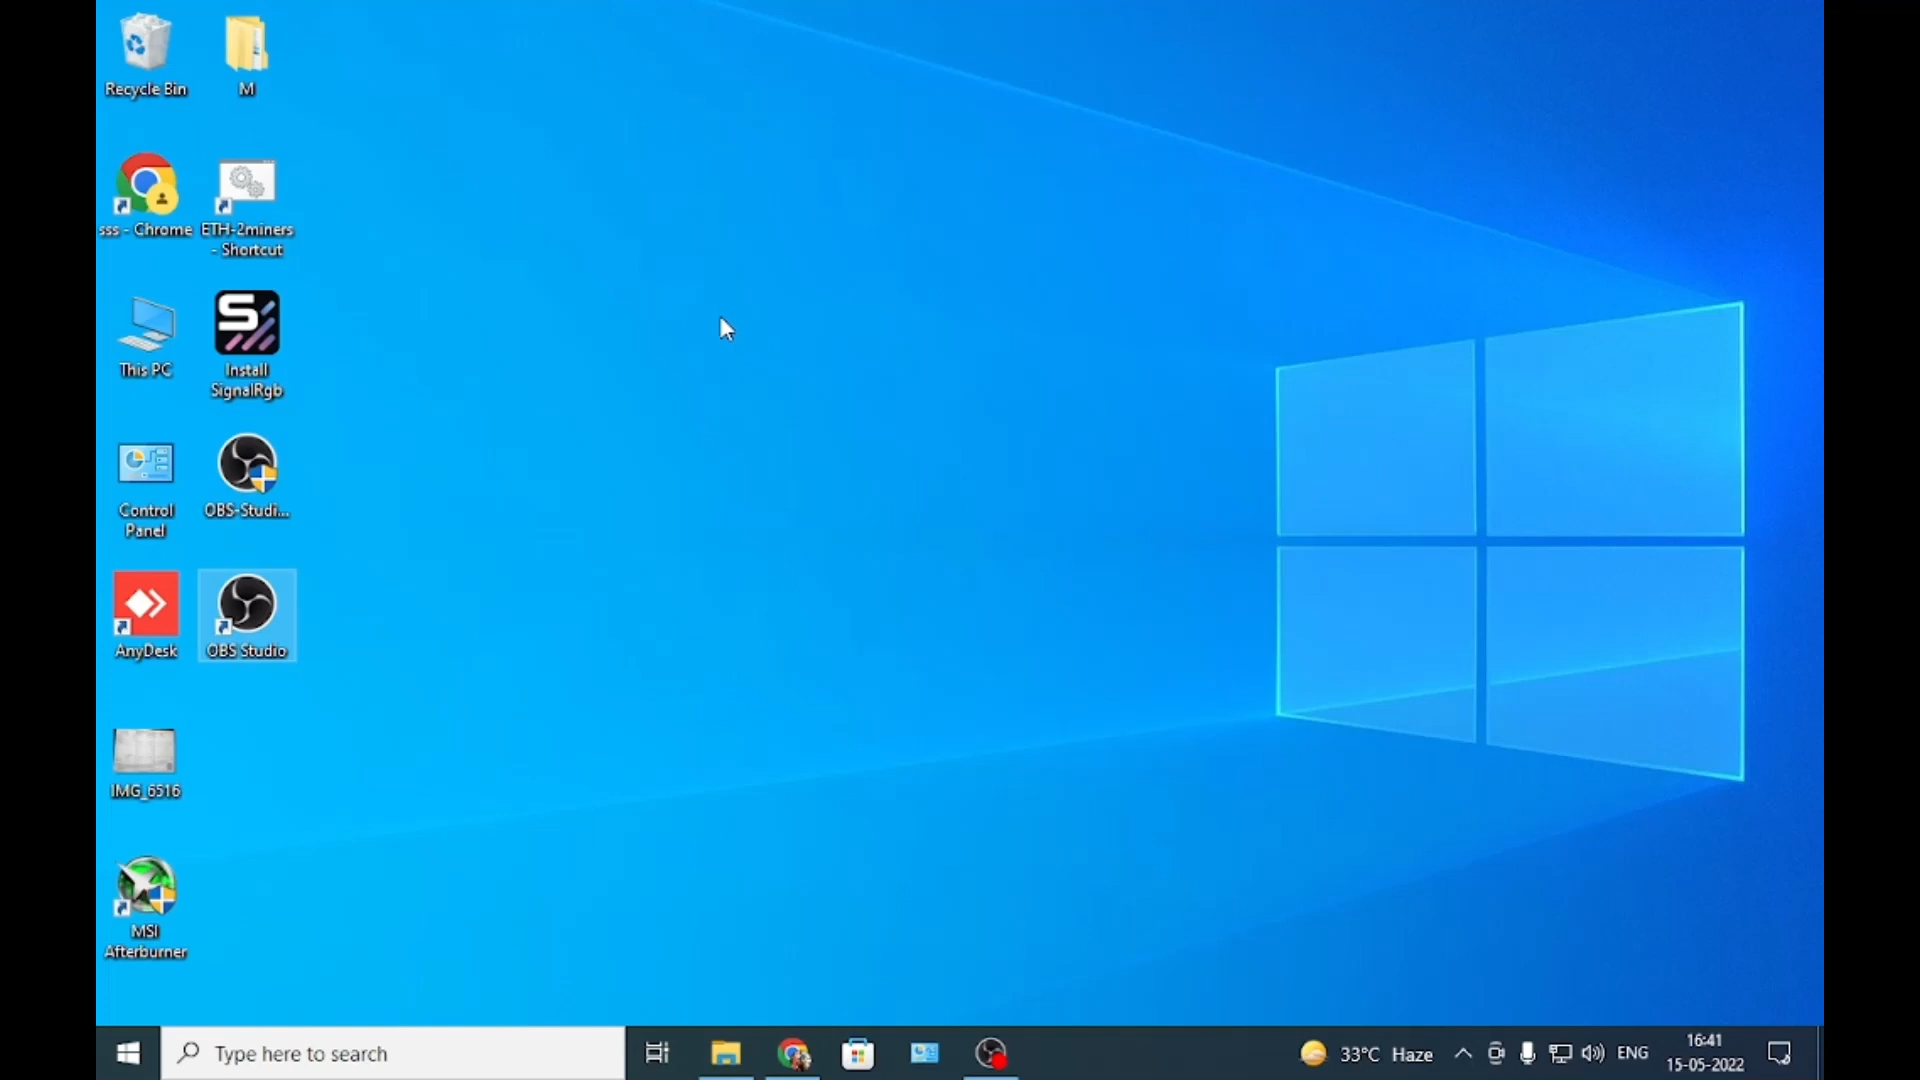 Recycle Bin
M
sss - Chrome
ETH-2miners
- Shortcut
This PC
Install
SignalRgb
Control
Panel
OBS-Studi...
AnyDesk
OBS Studio
IMG_6516
MSI
Afterburner
Type here to search
33°C Haze
ENG
16:41
15-05-2022